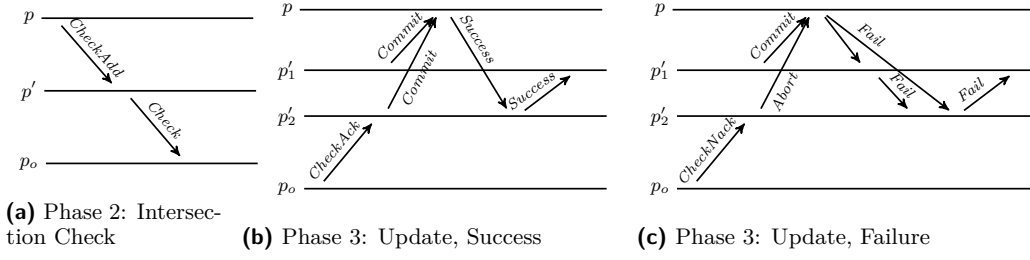 p
CheckAdd
p′
Check
p_o
(a) Phase 2: Intersec-
tion Check
p
Commit
Success
p′_1
Commit
Success
p′_2
CheckAck
p_o
(b) Phase 3: Update, Success
p
Commit
Fail
p′_1
Abort
Fail
Fail
p′_2
CheckNack
p_o
(c) Phase 3: Update, Failure